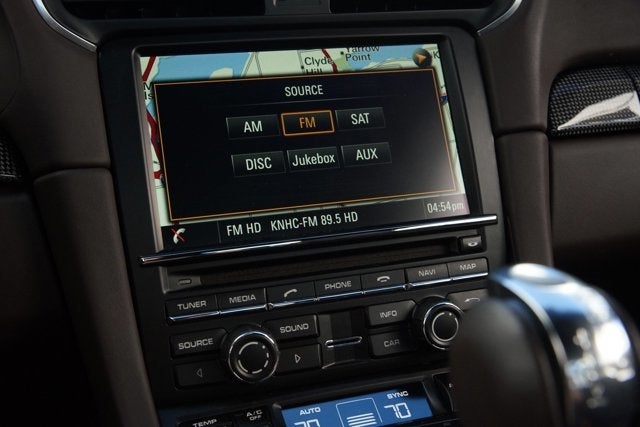 Clyde
Yarrow
Point
SOURCE
AM FM SAT
DISC Jukebox AUX
FM HD KNHC-FM 89.5 HD 04:54pm
TUNER MEDIA PHONE NAVI MAP
SOURCE SOUND INFO
CAR
TEMP A/C OFF AUTO SYNC
70 70